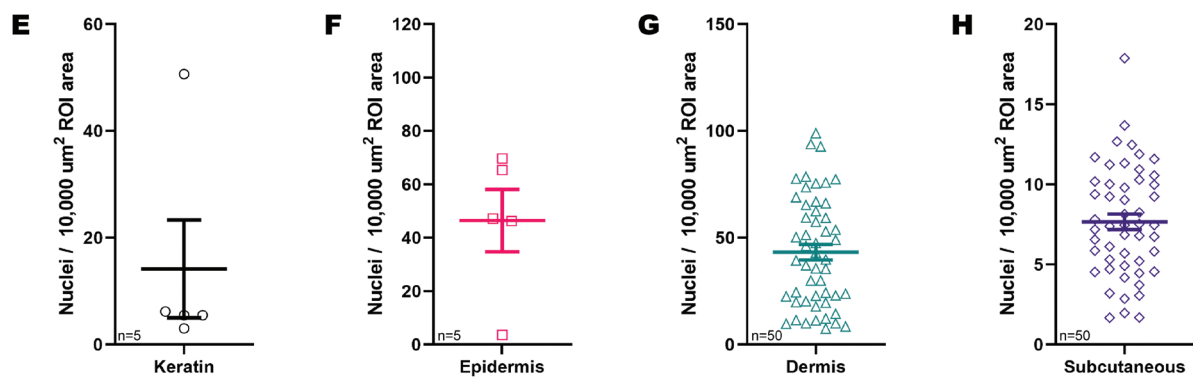 E
60
40
20
0
Nuclei / 10,000 um² ROI area
n=5
Keratin
F
120
100
80
60
40
20
0
Nuclei / 10,000 um² ROI area
n=5
Epidermis
G
150
100
50
0
Nuclei / 10,000 um² ROI area
n=50
Dermis
H
20
15
10
5
0
Nuclei / 10,000 um² ROI area
n=50
Subcutaneous